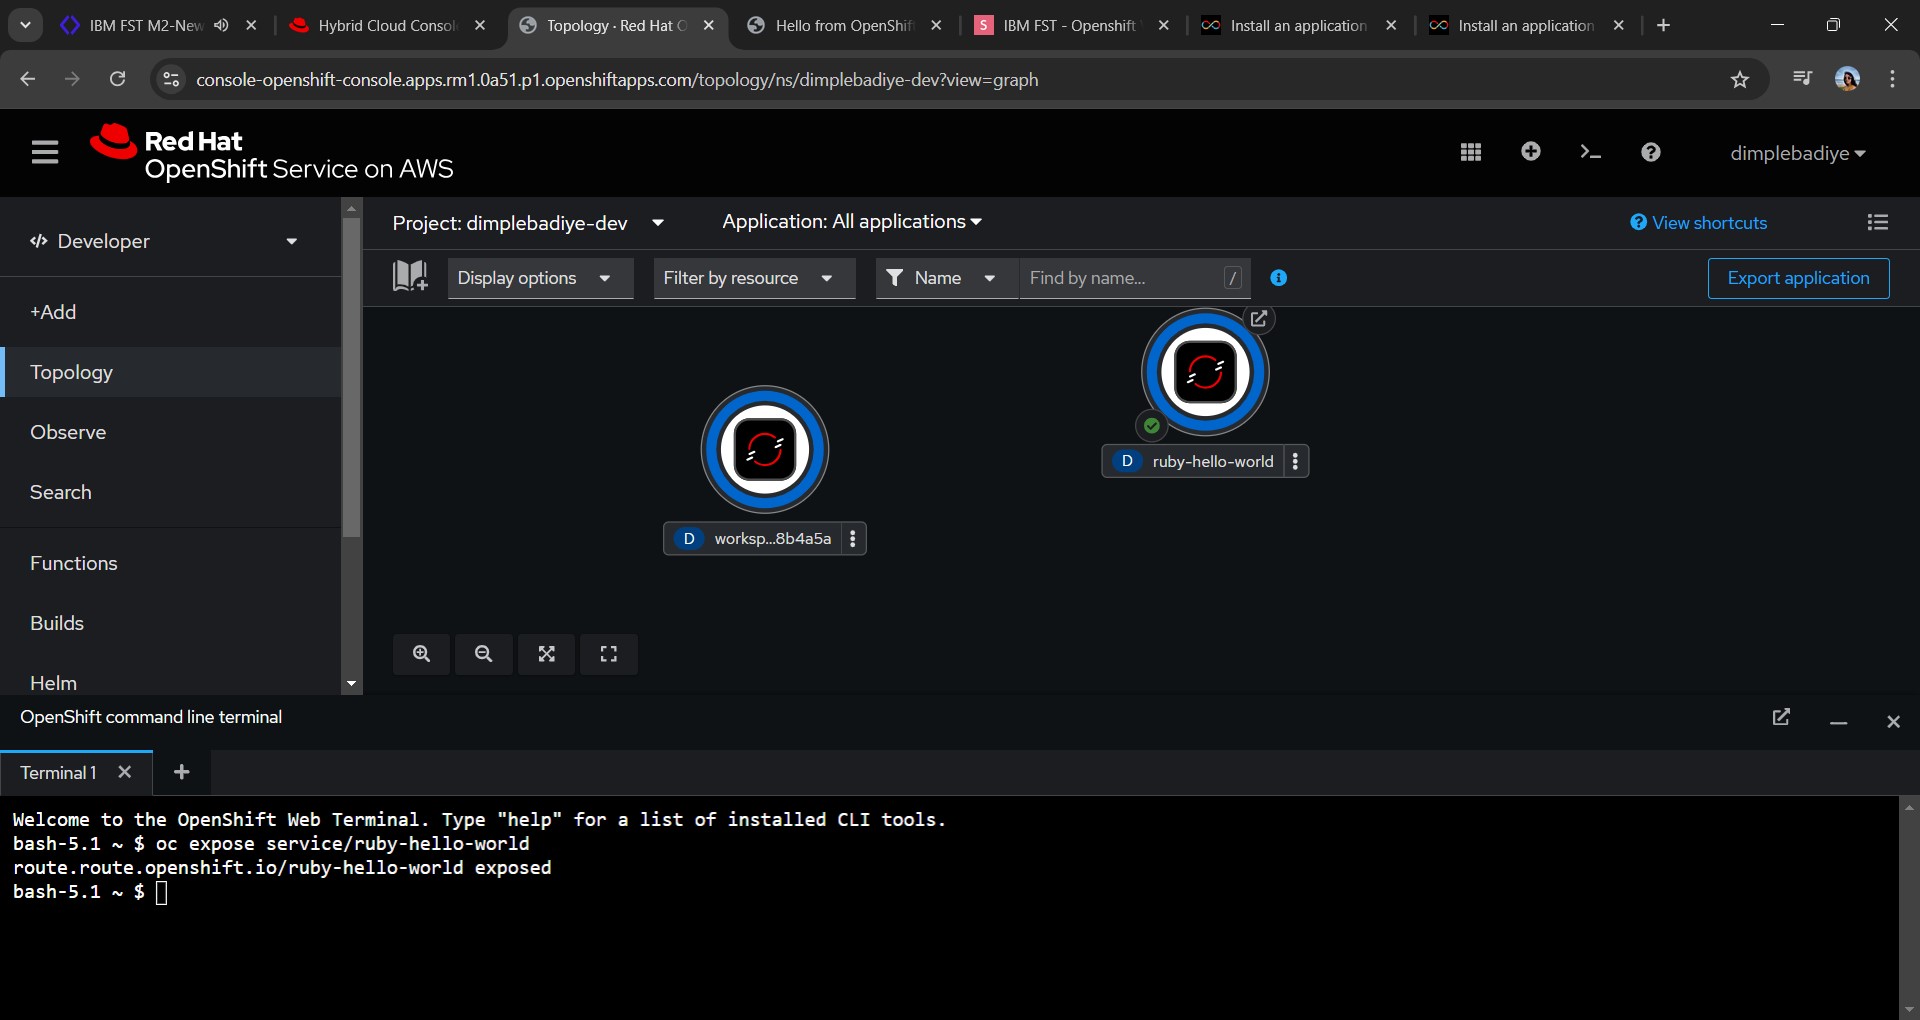 IBM FST M2-New
Hybrid Cloud Consol
Topology · Red Hat O
Hello from OpenShif
S IBM FST - Openshift
Install an application
Install an application
console-openshift-console.apps.rm1.0a51.p1.openshiftapps.com/topology/ns/dimplebadiye-dev?view=graph
Red Hat
OpenShift Service on AWS
dimplebadiye
Developer
+Add
Topology
Observe
Search
Functions
Builds
Helm
Project: dimplebadiye-dev
Application: All applications
View shortcuts
Display options
Filter by resource
Name
Find by name...
/
Export application
D ruby-hello-world
D worksp...8b4a5a
OpenShift command line terminal
Terminal 1
Welcome to the OpenShift Web Terminal. Type "help" for a list of installed CLI tools.
bash-5.1 ~ $ oc expose service/ruby-hello-world
route.route.openshift.io/ruby-hello-world exposed
bash-5.1 ~ $